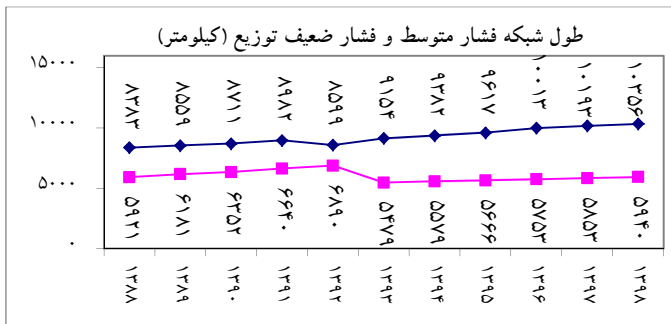 طول شبکه فشار متوسط و فشار ضعیف توزیع (کیلومتر)
۱۵۰۰۰
۱۰۰۰۰
۵۰۰۰
۰
۸۳۸۳ ۸۵۵۹ ۸۷۱۱ ۸۹۸۲ ۸۵۹۹ ۹۱۵۴ ۹۳۸۲ ۹۶۱۷ ۱۰۰۱۳ ۱۰۱۹۳ ۱۰۳۵۶
۵۹۲۱ ۶۱۸۱ ۶۳۵۲ ۶۶۴۰ ۶۸۹۰ ۵۴۷۹ ۵۵۷۹ ۵۶۶۶ ۵۷۵۳ ۵۸۵۳ ۵۹۴۰
۱۳۸۸ ۱۳۸۹ ۱۳۹۰ ۱۳۹۱ ۱۳۹۲ ۱۳۹۳ ۱۳۹۴ ۱۳۹۵ ۱۳۹۶ ۱۳۹۷ ۱۳۹۸